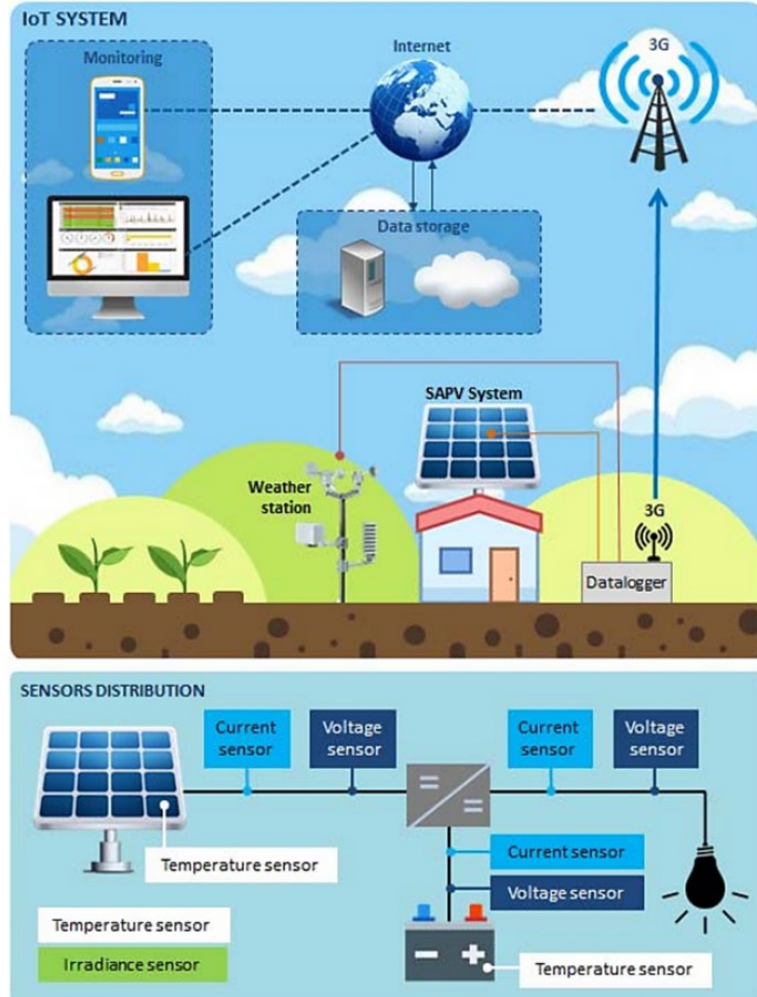 IoT SYSTEM
Monitoring
Internet
3G
Data storage
SAPV System
Weather
station
3G
Datalogger
SENSORS DISTRIBUTION
Current
sensor
Voltage
sensor
Current
sensor
Voltage
sensor
Temperature sensor
Current sensor
Voltage sensor
Temperature sensor
Irradiance sensor
Temperature sensor